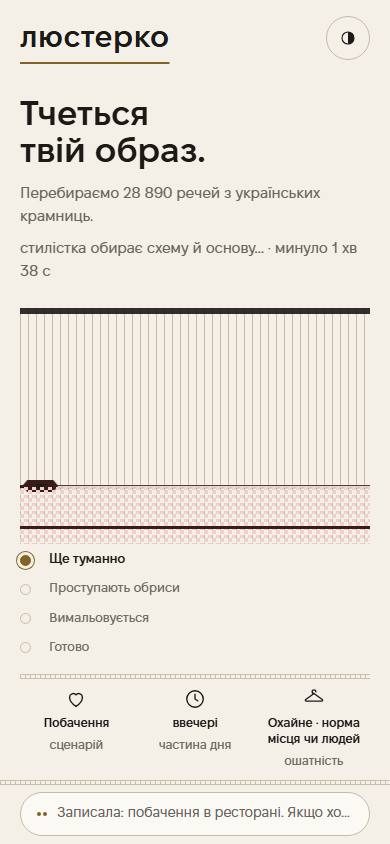 люстерко
Тчеться
твій образ.
Перебираємо 28 890 речей з українських
крамниць.
стилістка обирає схему й основу... · минуло 1 хв
38 с
Ще туманно
Проступають обриси
Вимальовується
Готово
Побачення
сценарій
ввечері
частина дня
Охайне · норма
місця чи людей
ошатність
Записала: побачення в ресторані. Якщо хо...